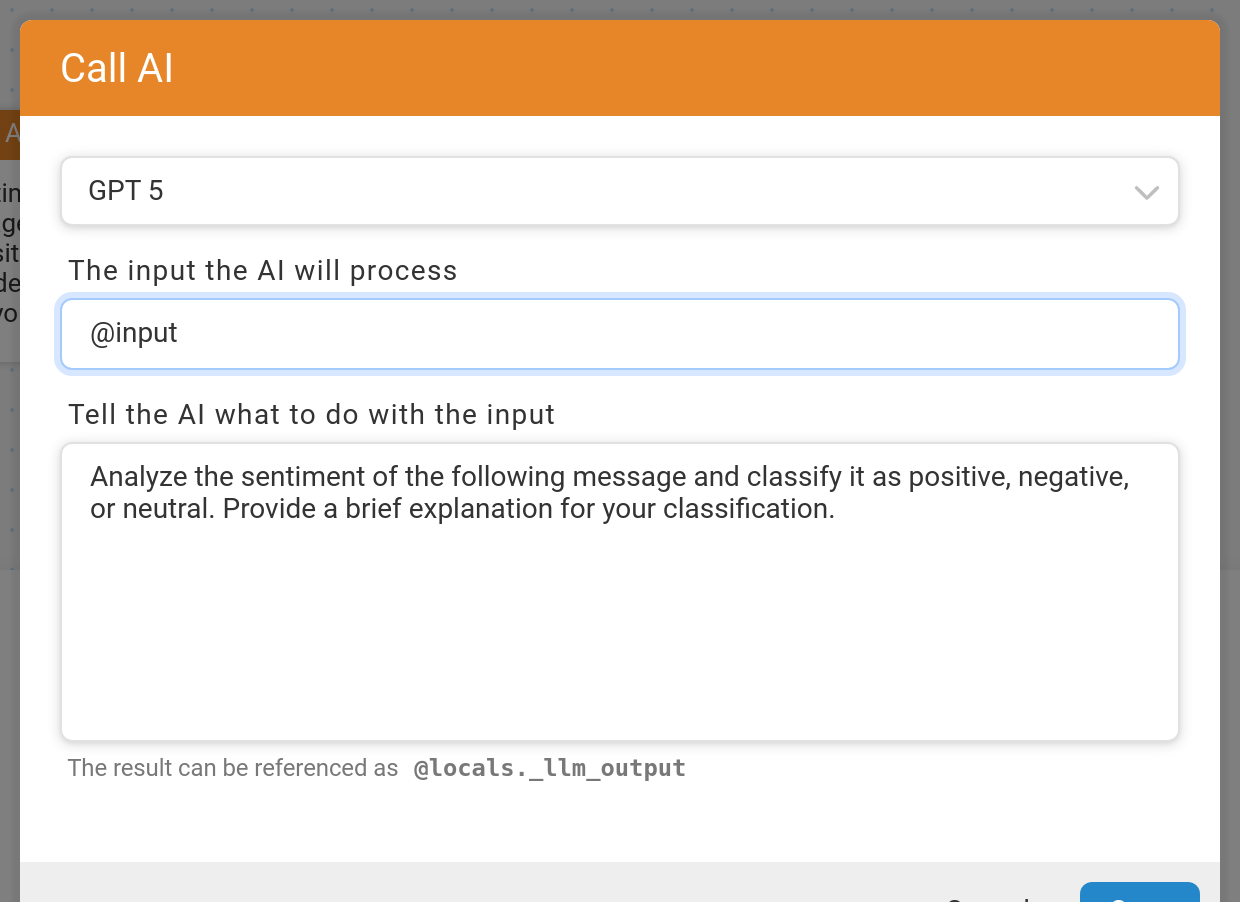 Call AI
GPT 5
The input the AI will process
@input
Tell the AI what to do with the input
Analyze the sentiment of the following message and classify it as positive, negative,
or neutral. Provide a brief explanation for your classification.
The result can be referenced as @locals._llm_output